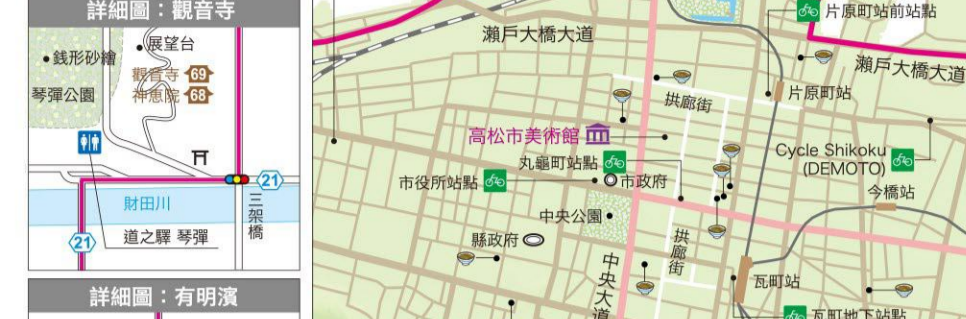 詳細圖：觀音寺
展望台
銭形砂繪
觀音寺 69
神惠院 68
琴彈公園
21
財田川
三架橋
21
道之驛 琴彈
詳細圖：有明濱
片原町站前站點
瀨戶大橋大道
瀨戶大橋大道
片原町站
拱廊街
高松市美術館
丸龜町站點
Cycle Shikoku
(DEMOTO)
市役所站點
市政府
今橋站
中央公園
縣政府
拱廊街
中央大道
瓦町站
瓦町地下站點